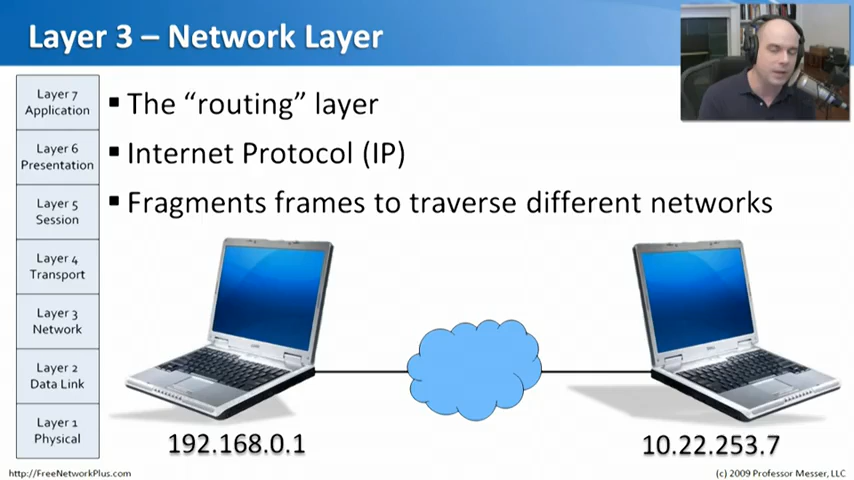 Layer 3 – Network Layer
Layer 7
Application
Layer 6
Presentation
Layer 5
Session
Layer 4
Transport
Layer 3
Network
Layer 2
Data Link
Layer 1
Physical
▪ The “routing” layer
▪ Internet Protocol (IP)
▪ Fragments frames to traverse different networks
192.168.0.1
10.22.253.7
http://FreeNetworkPlus.com
(c) 2009 Professor Messer, LLC